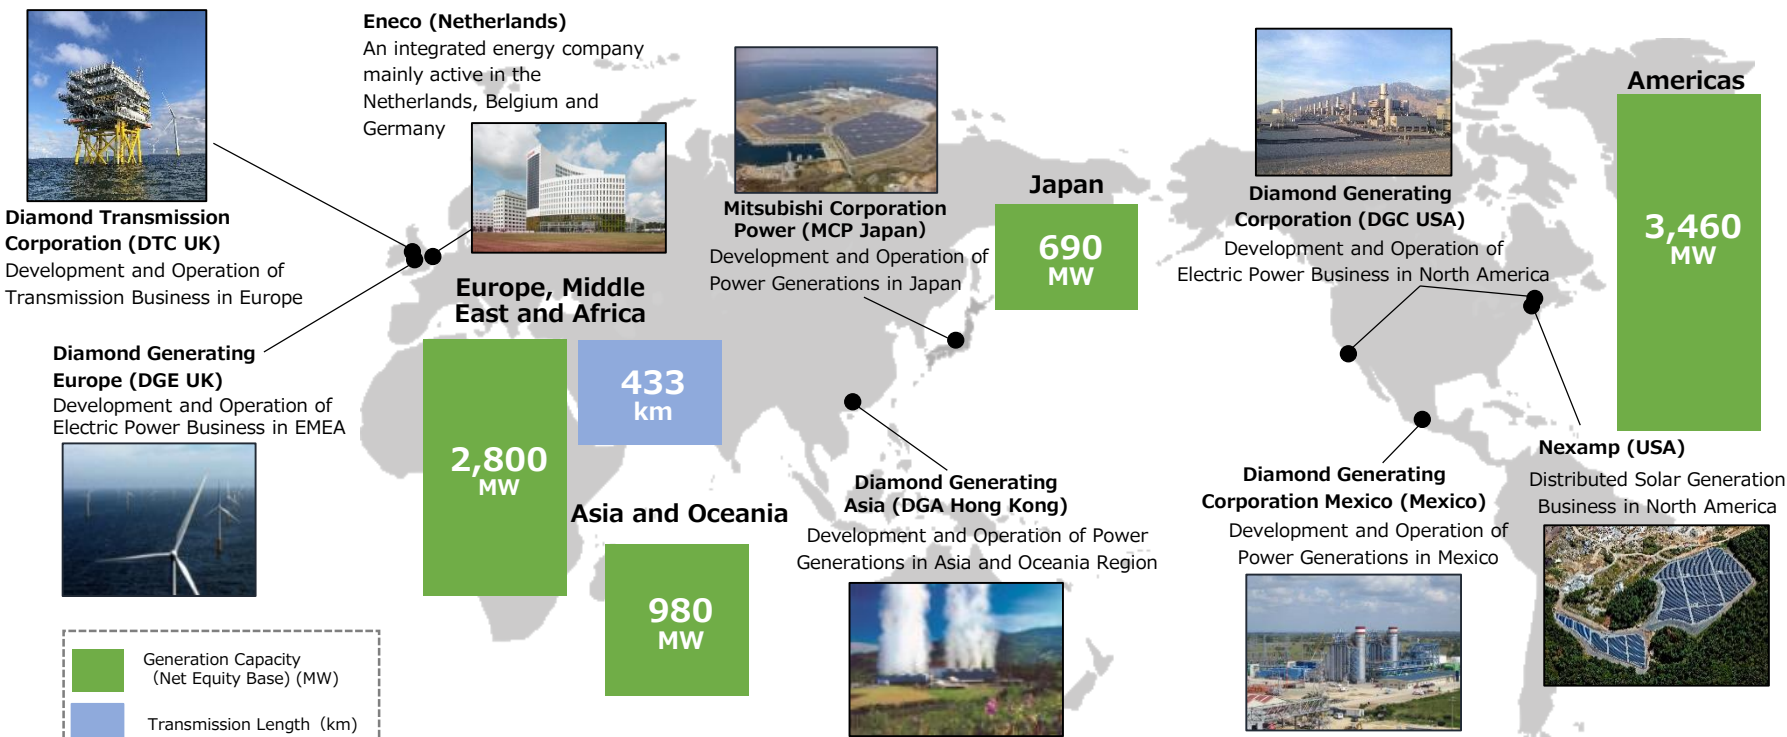 Eneco (Netherlands)
An integrated energy company
mainly active in the
Netherlands, Belgium and
Germany
Diamond Transmission
Corporation (DTC UK)
Development and Operation of
Transmission Business in Europe
Diamond Generating
Europe (DGE UK)
Development and Operation of
Electric Power Business in EMEA
Europe, Middle
East and Africa
2,800
MW
433
km
Mitsubishi Corporation
Power (MCP Japan)
Development and Operation of
Power Generations in Japan
Japan
690
MW
Asia and Oceania
980
MW
Diamond Generating
Asia (DGA Hong Kong)
Development and Operation of Power
Generations in Asia and Oceania Region
Diamond Generating
Corporation (DGC USA)
Development and Operation of
Electric Power Business in North America
Americas
3,460
MW
Diamond Generating
Corporation Mexico (Mexico)
Development and Operation of
Power Generations in Mexico
Nexamp (USA)
Distributed Solar Generation
Business in North America
Generation Capacity
(Net Equity Base) (MW)
Transmission Length (km)